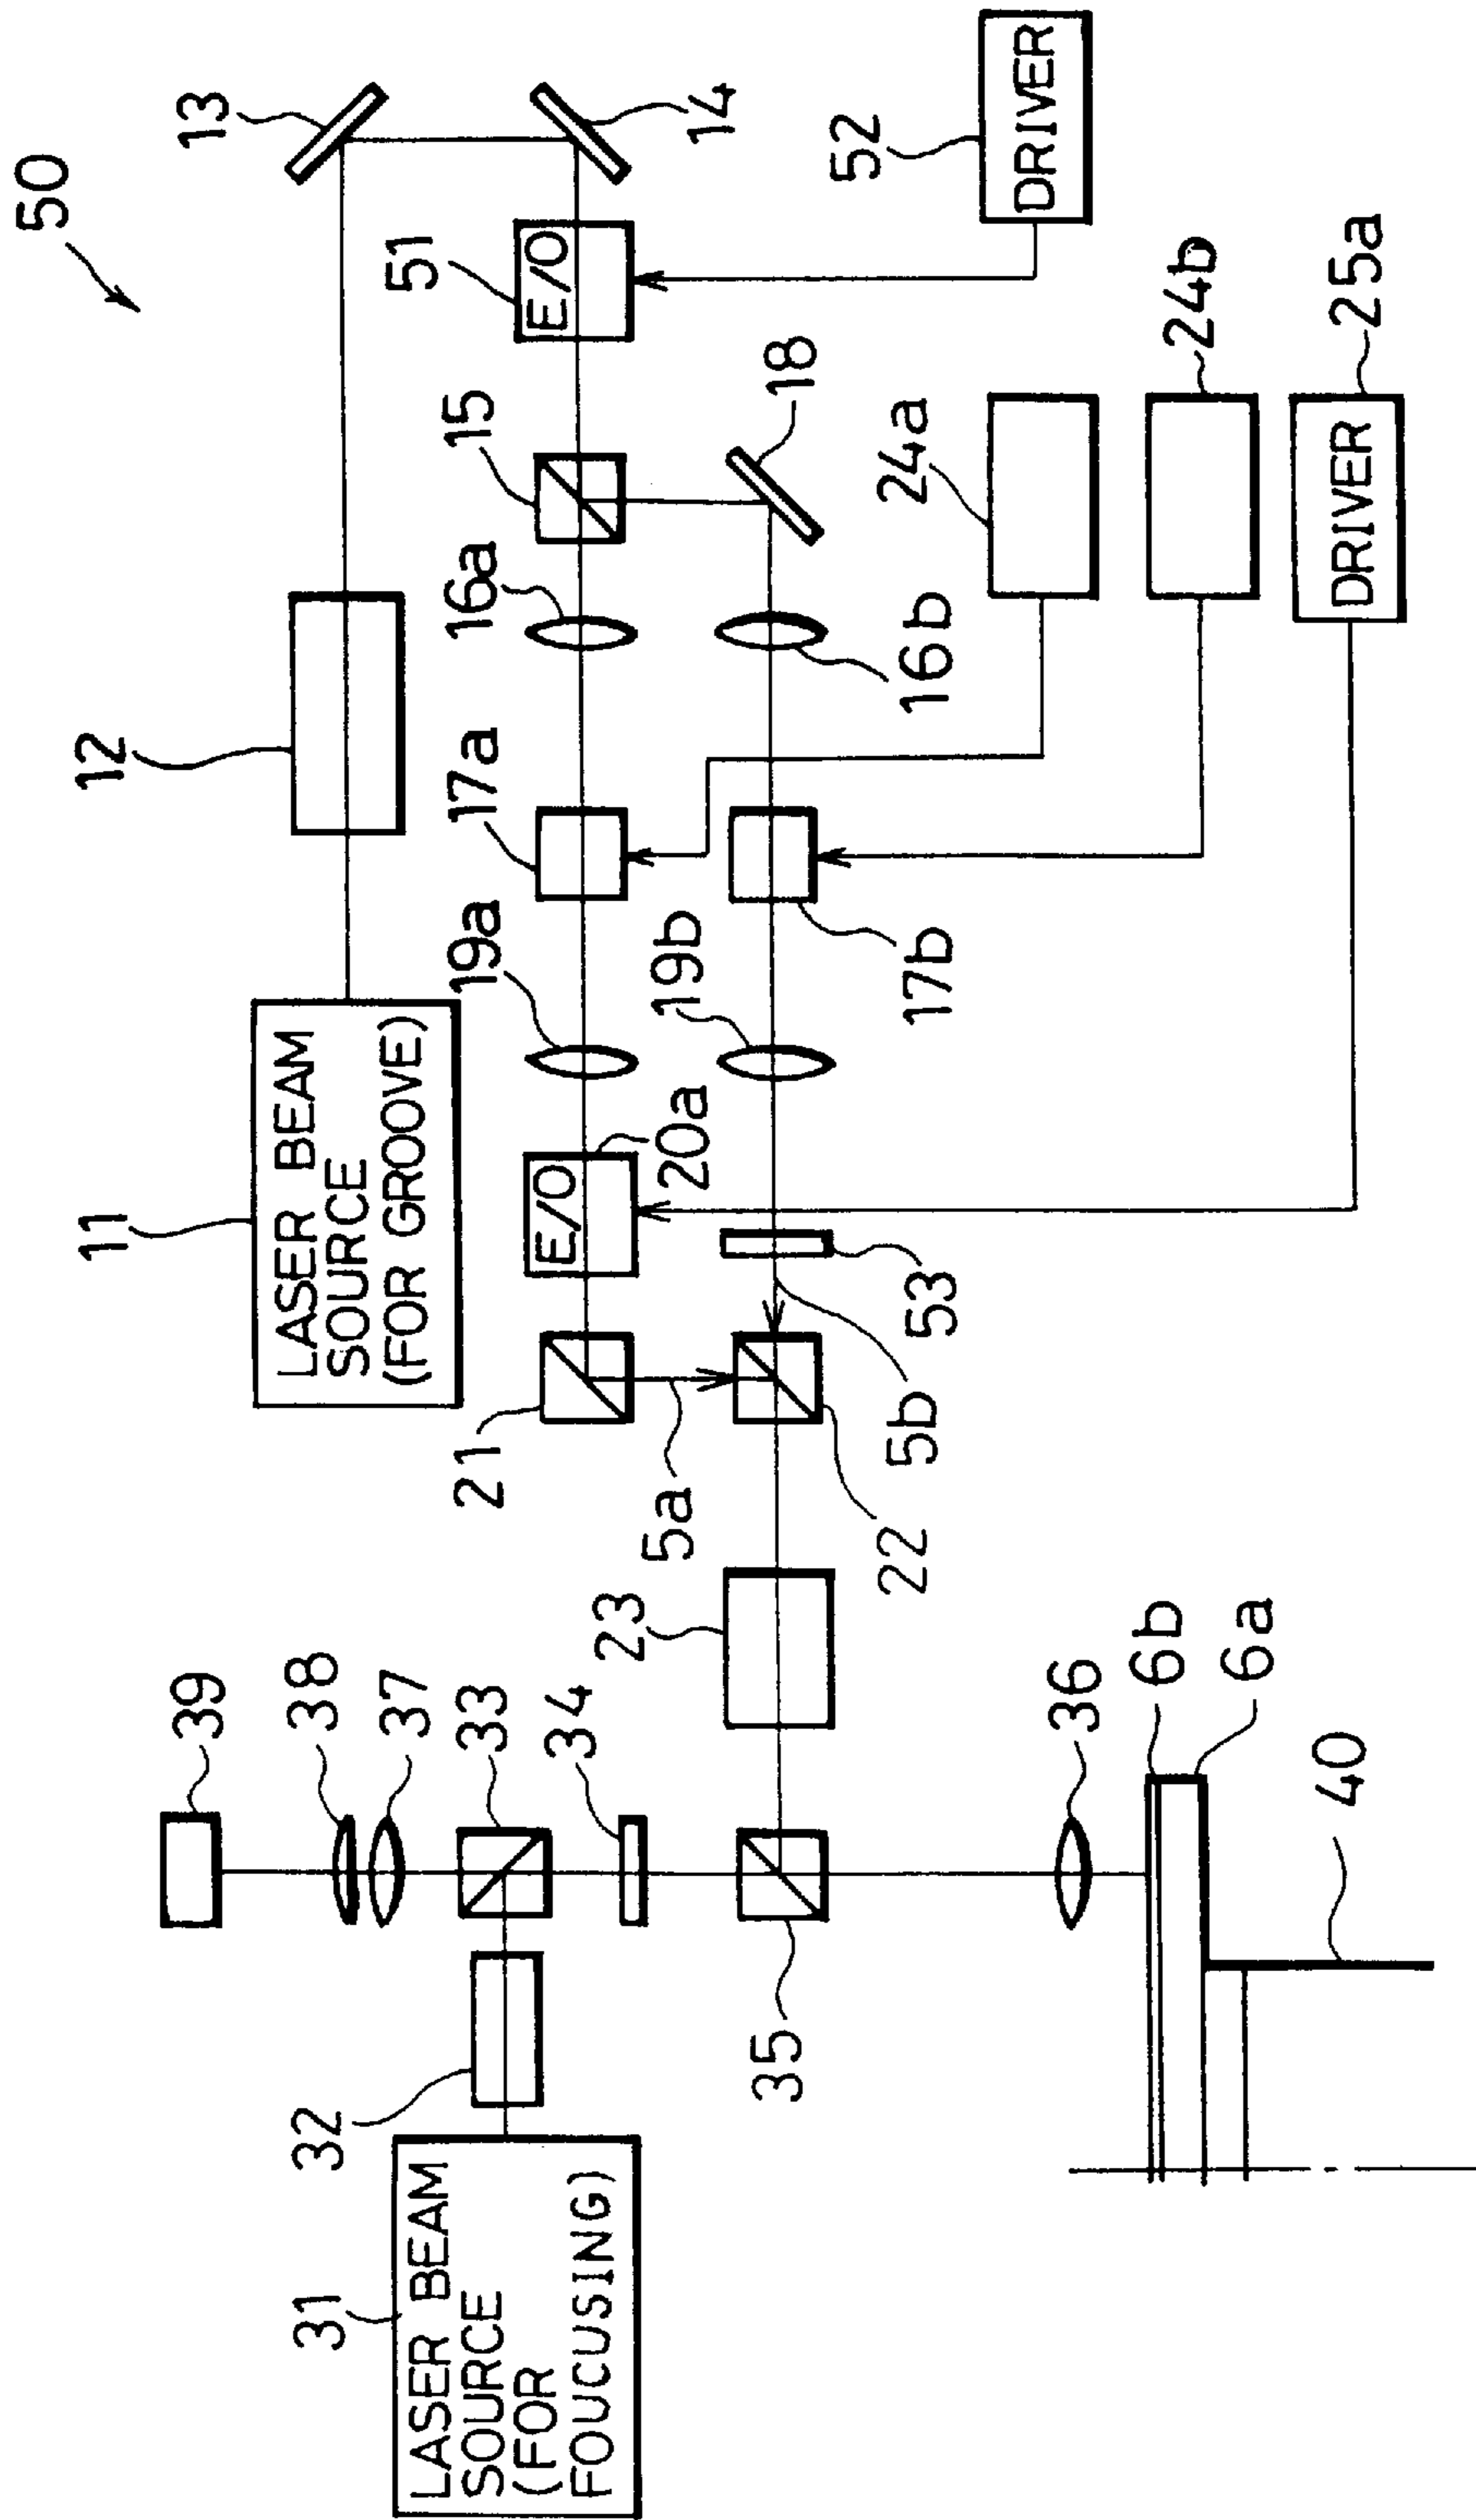 50
11
LASER BEAM
SOURCE
(FOR GROOVE)
12
13
14
51
E/O
52
DRIVER
15
16a
16b
17a
17b
18
19a
19b
20a
E/O
21
22
5a
5b
53
23
24a
24b
25a
DRIVER
31
LASER BEAM
SOURCE
(FOR
FOUCUSING)
32
33
34
35
36
37
38
39
6b
6a
40